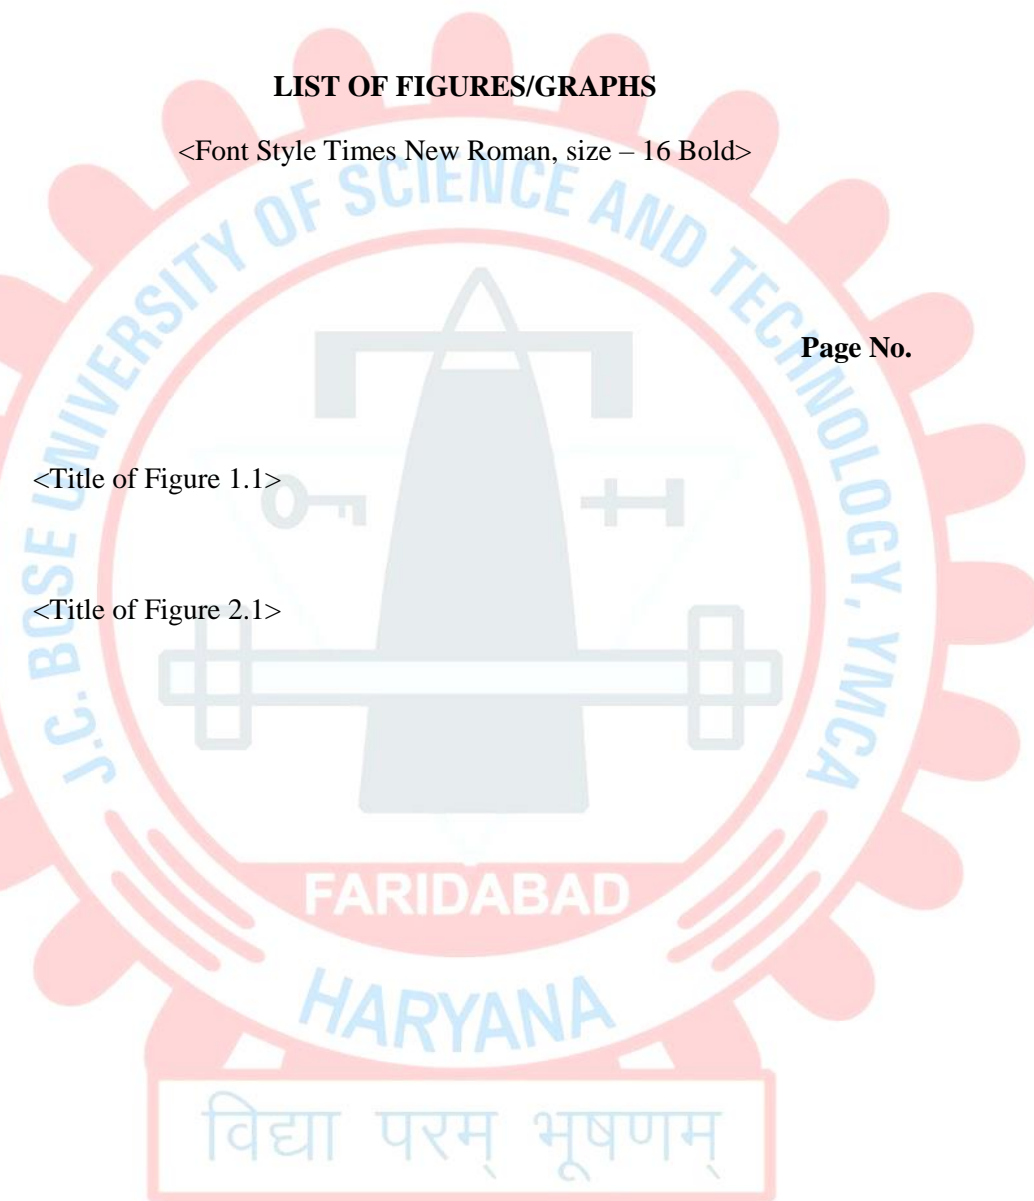 LIST OF FIGURES/GRAPHS
<Font Style Times New Roman, size – 16 Bold>
J.C. BOSE UNIVERSITY OF SCIENCE AND TECHNOLOGY, YMCA
Page No.
<Title of Figure 1.1>
<Title of Figure 2.1>
FARIDABAD
HARYANA
विद्या परम् भूषणम्